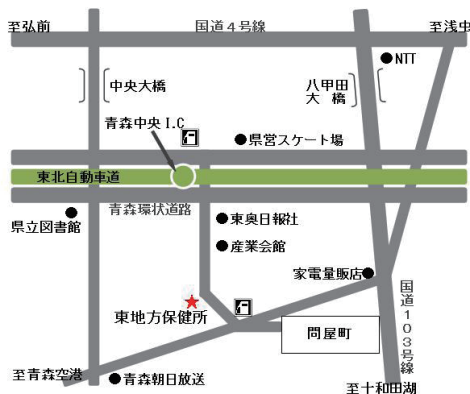 至弘前
国道4号線
至浅虫
NTT
中央大橋
八甲田
大橋
青森中央I.C
県営スケート場
東北自動車道
青森環状道路
県立図書館
東奥日報社
産業会館
家電量販店
国道103号線
東地方保健所
問屋町
至青森空港
青森朝日放送
至十和田湖